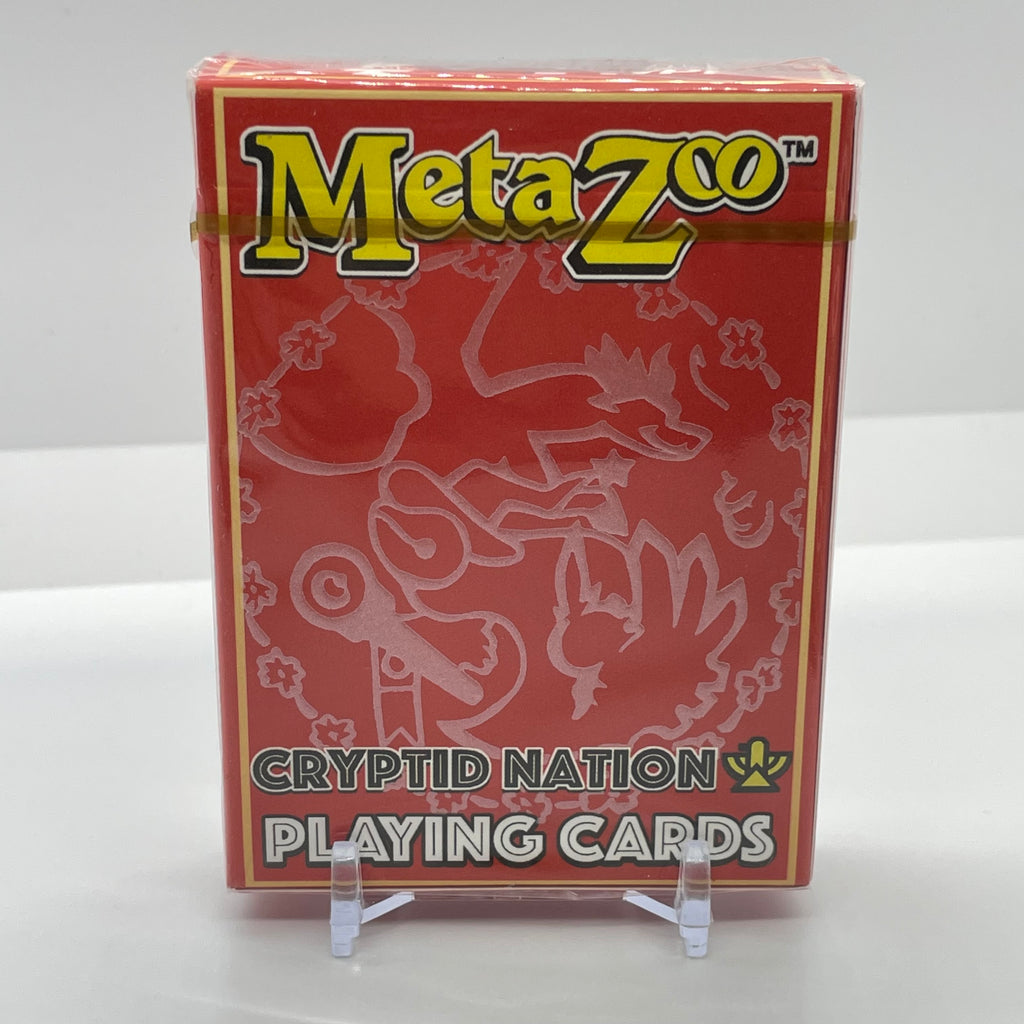 MetaZoo™
CRYPTID NATION
PLAYING CARDS